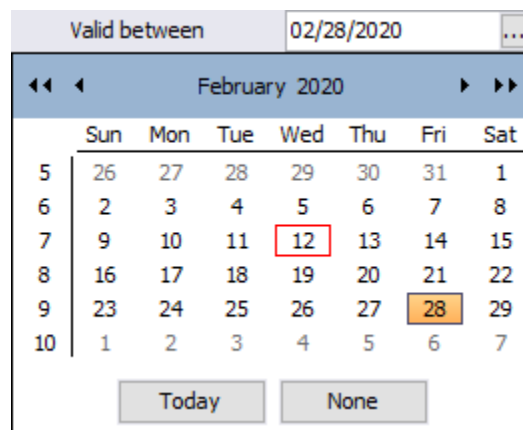 Valid between 02/28/2020 ...
February 2020
Sun Mon Tue Wed Thu Fri Sat
5 26 27 28 29 30 31 1
6 2 3 4 5 6 7 8
7 9 10 11 12 13 14 15
8 16 17 18 19 20 21 22
9 23 24 25 26 27 28 29
10 1 2 3 4 5 6 7
Today None